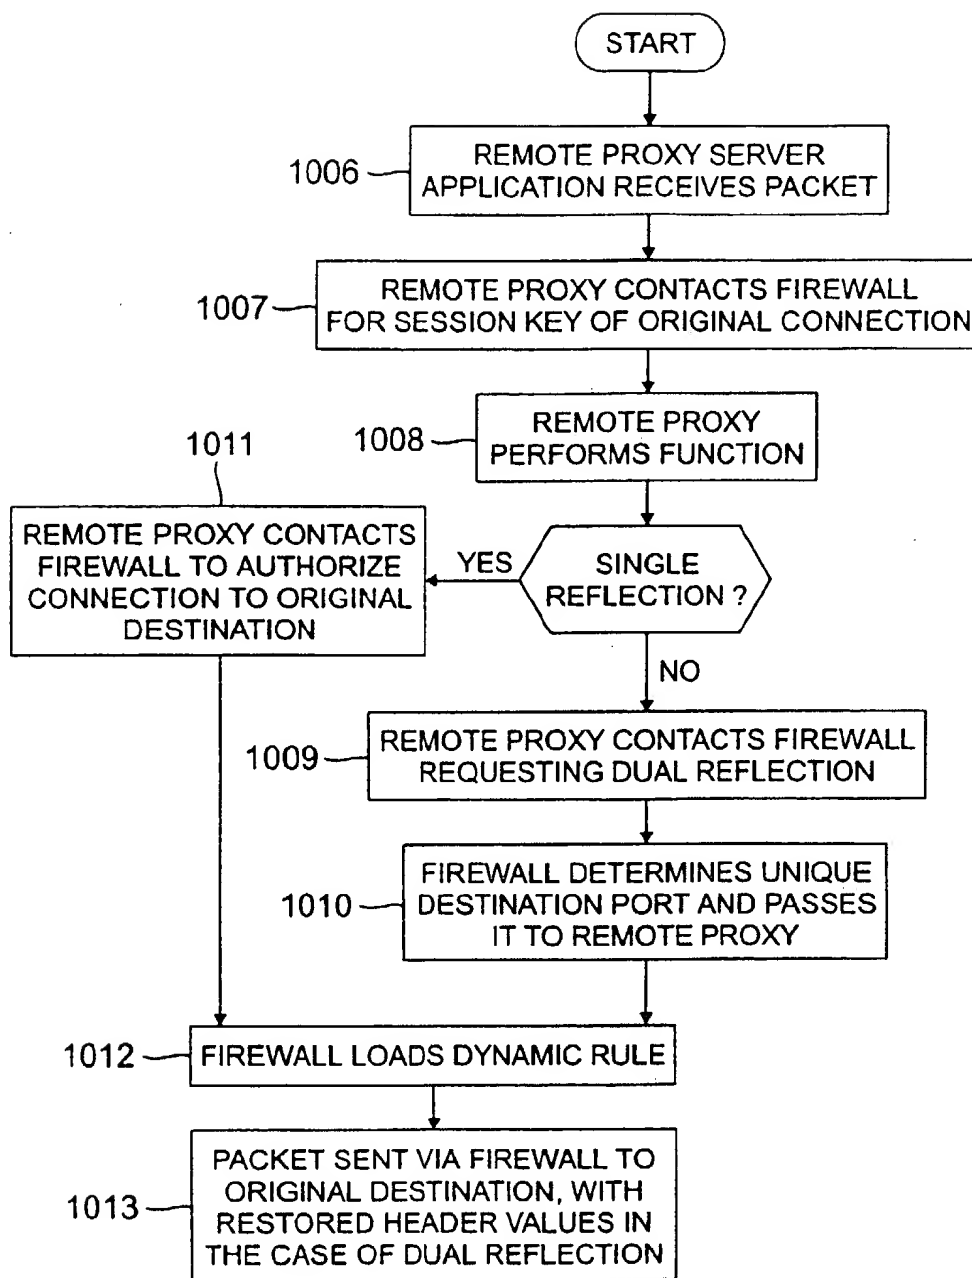 START
1006
REMOTE PROXY SERVER
APPLICATION RECEIVES PACKET
1007
REMOTE PROXY CONTACTS FIREWALL
FOR SESSION KEY OF ORIGINAL CONNECTION
1008
REMOTE PROXY
PERFORMS FUNCTION
1011
REMOTE PROXY CONTACTS
FIREWALL TO AUTHORIZE
CONNECTION TO ORIGINAL
DESTINATION
YES
SINGLE
REFLECTION ?
NO
1009
REMOTE PROXY CONTACTS FIREWALL
REQUESTING DUAL REFLECTION
1010
FIREWALL DETERMINES UNIQUE
DESTINATION PORT AND PASSES
IT TO REMOTE PROXY
1012
FIREWALL LOADS DYNAMIC RULE
1013
PACKET SENT VIA FIREWALL TO
ORIGINAL DESTINATION, WITH
RESTORED HEADER VALUES IN
THE CASE OF DUAL REFLECTION